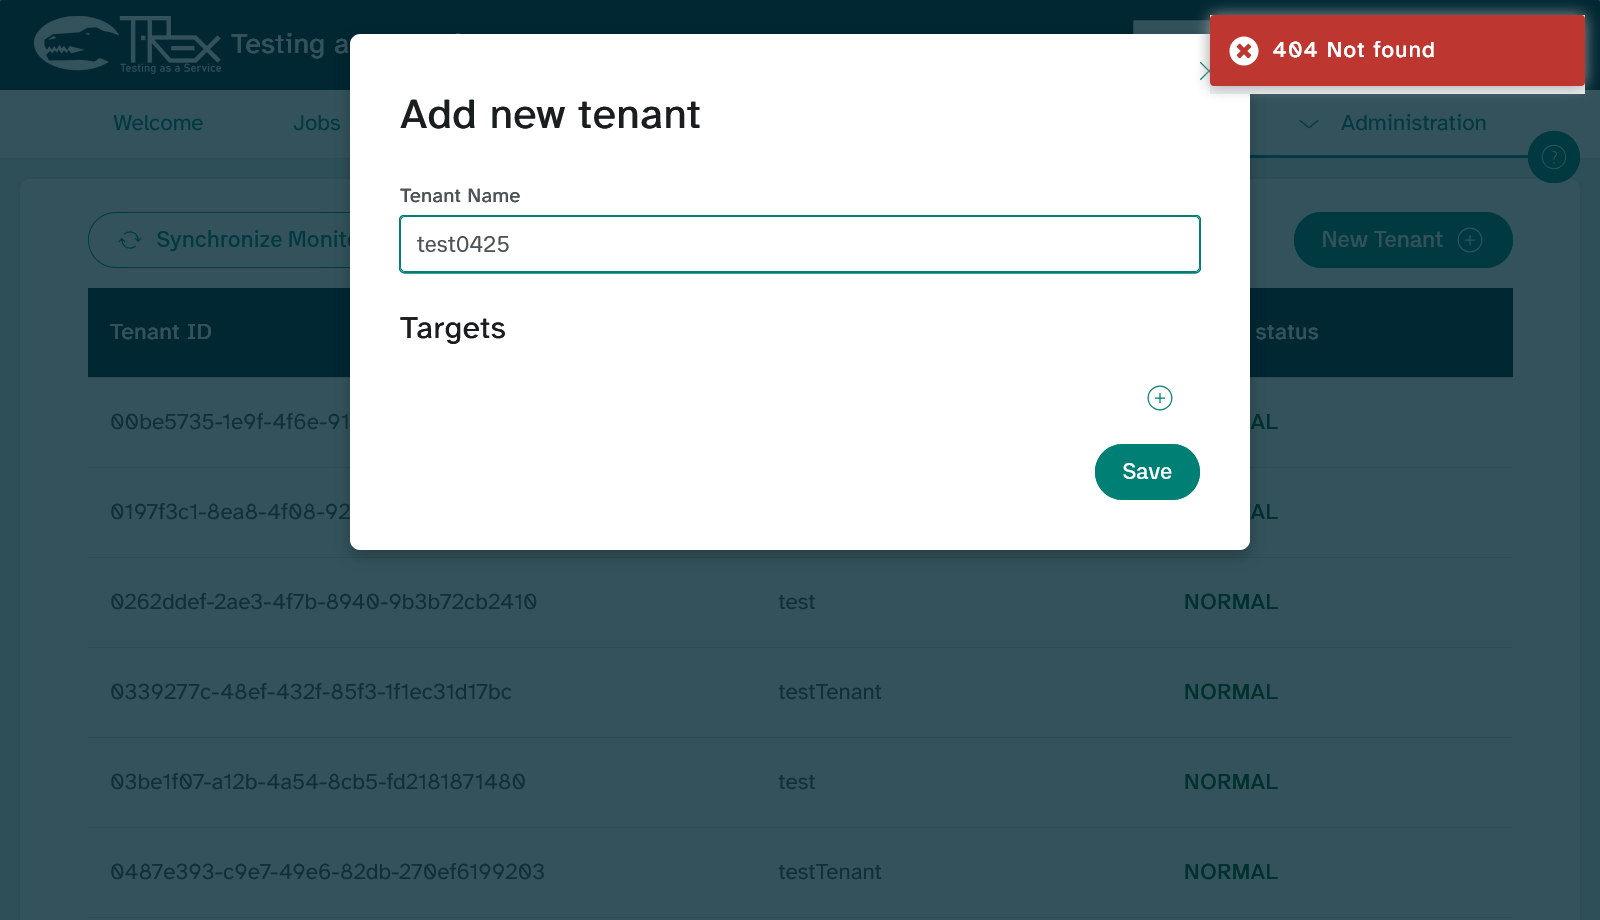 T-Rex
Testing as a Service
Testing a
404 Not found
Welcome
Jobs
Administration
Add new tenant
Tenant Name
test0425
Targets
Save
Synchronize
New Tenant
Tenant ID
status
00be5735-1e9f-4f6e-91
AL
0197f3c1-8ea8-4f08-92
AL
0262ddef-2ae3-4f7b-8940-9b3b72cb2410 test NORMAL
0339277c-48ef-432f-85f3-1f1ec31d17bc testTenant NORMAL
03be1f07-a12b-4a54-8cb5-fd2181871480 test NORMAL
0487e393-c9e7-49e6-82db-270ef6199203 testTenant NORMAL